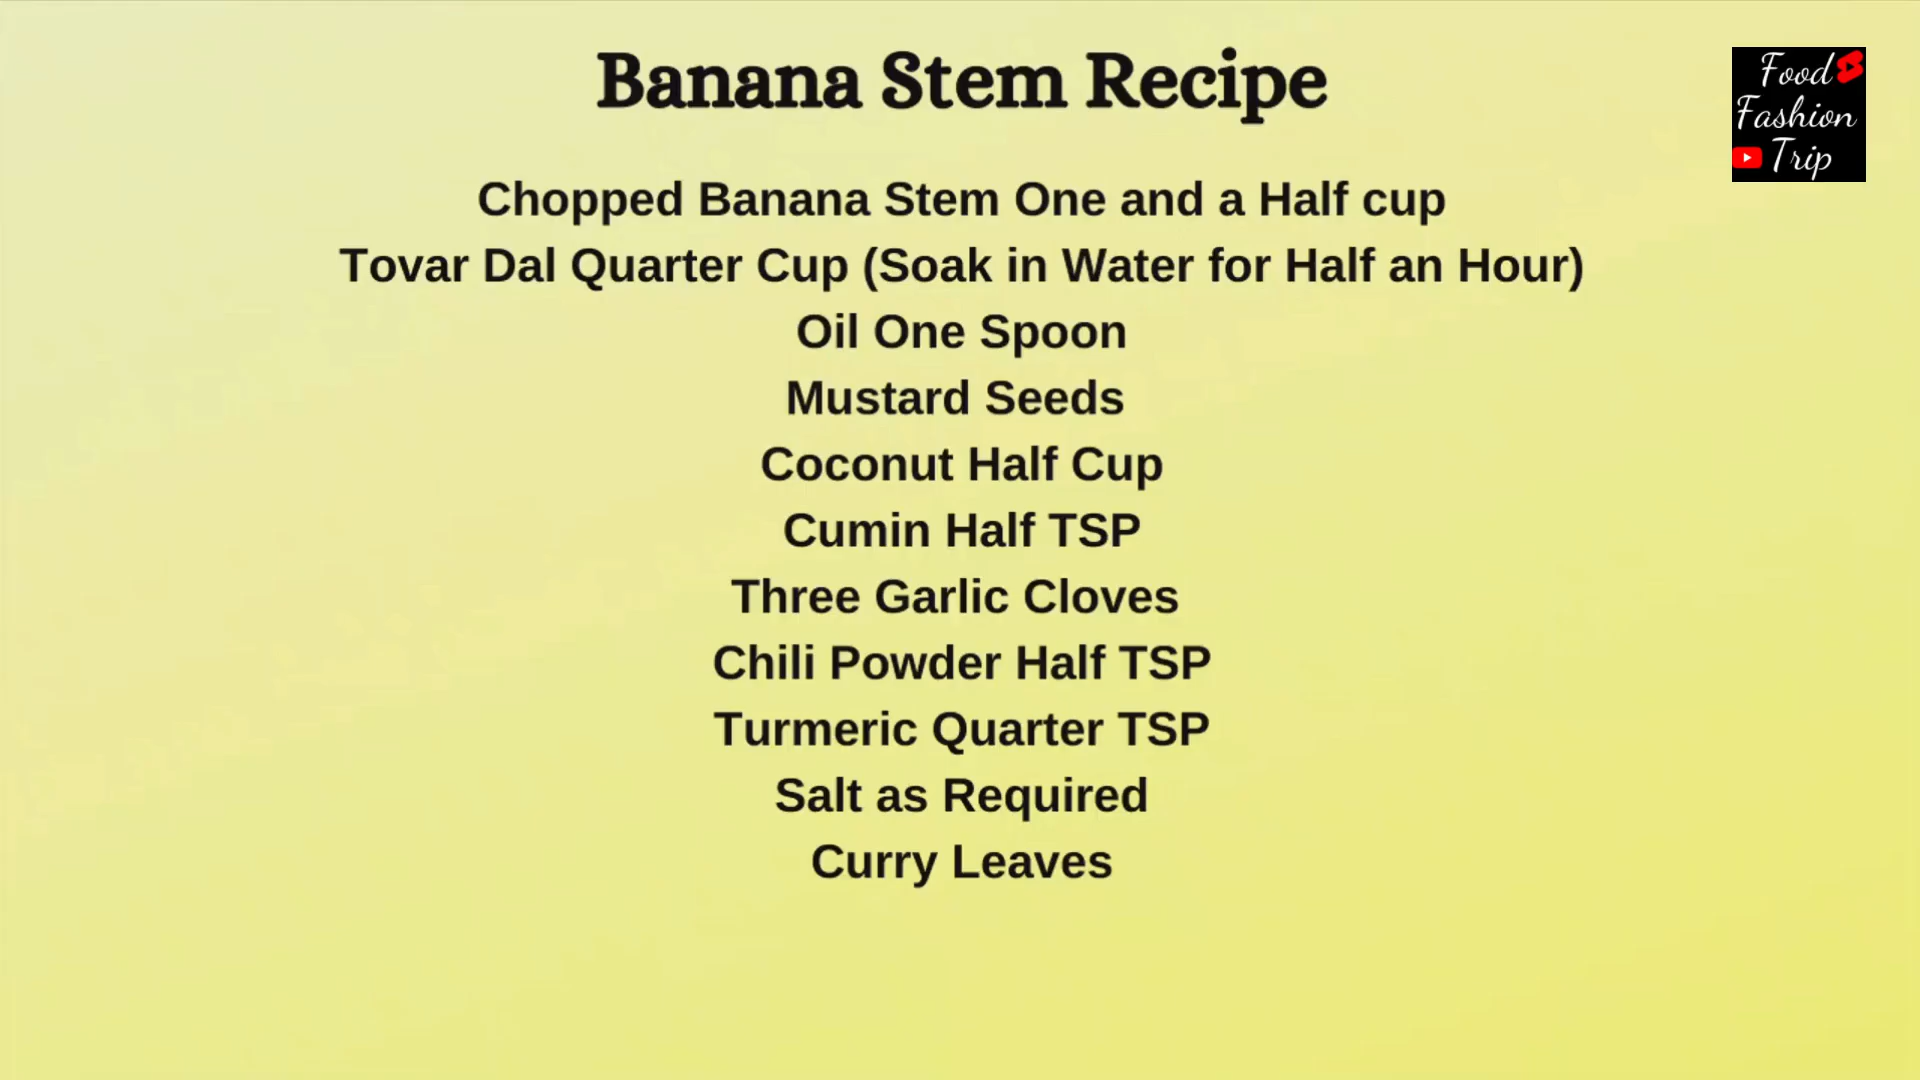 Banana Stem Recipe
Food
Fashion
Trip
Chopped Banana Stem One and a Half cup
Tovar Dal Quarter Cup (Soak in Water for Half an Hour)
Oil One Spoon
Mustard Seeds
Coconut Half Cup
Cumin Half TSP
Three Garlic Cloves
Chili Powder Half TSP
Turmeric Quarter TSP
Salt as Required
Curry Leaves